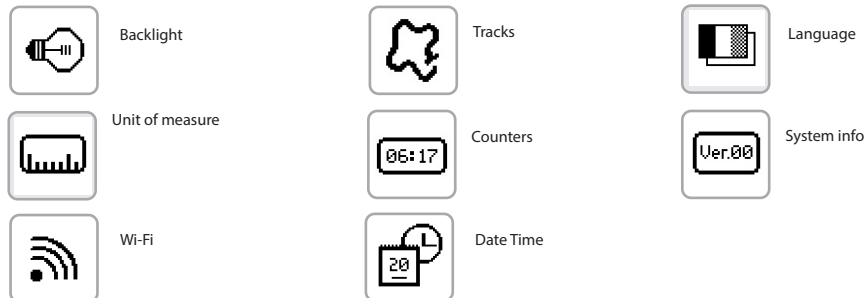 Backlight
Tracks
Language
Unit of measure
06:17
Counters
Ver.00
System info
Wi-Fi
20
Date Time